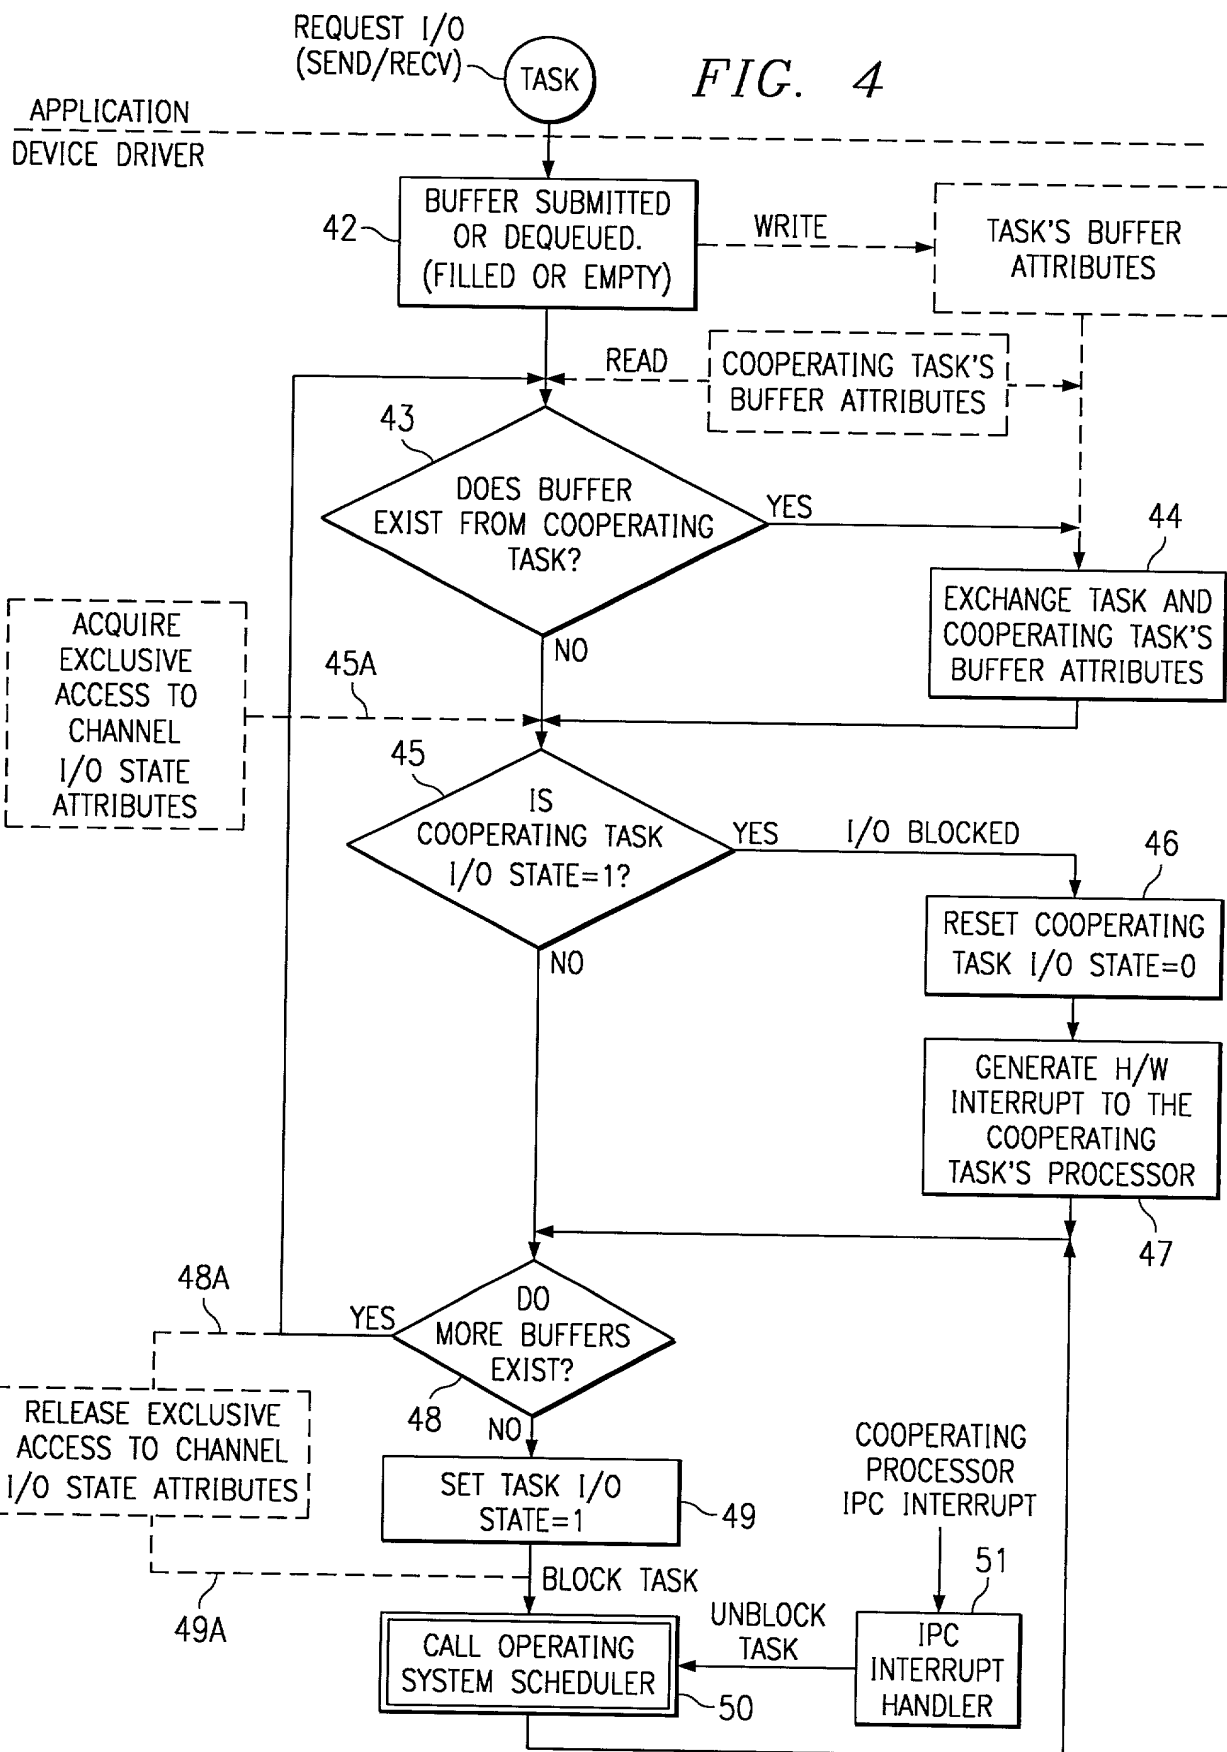 REQUEST I/O
(SEND/RECV)
TASK
FIG. 4
APPLICATION
DEVICE DRIVER
42
BUFFER SUBMITTED
OR DEQUEUED.
(FILLED OR EMPTY)
WRITE
TASK'S BUFFER
ATTRIBUTES
READ
COOPERATING TASK'S
BUFFER ATTRIBUTES
43
DOES BUFFER
EXIST FROM COOPERATING
TASK?
YES
NO
44
EXCHANGE TASK AND
COOPERATING TASK'S
BUFFER ATTRIBUTES
ACQUIRE
EXCLUSIVE
ACCESS TO
CHANNEL
I/O STATE
ATTRIBUTES
45A
45
IS
COOPERATING TASK
I/O STATE=1?
YES
I/O BLOCKED
NO
46
RESET COOPERATING
TASK I/O STATE=0
GENERATE H/W
INTERRUPT TO THE
COOPERATING
TASK'S PROCESSOR
47
48A
YES
DO
MORE BUFFERS
EXIST?
48
NO
RELEASE EXCLUSIVE
ACCESS TO CHANNEL
I/O STATE ATTRIBUTES
SET TASK I/O
STATE=1
49
COOPERATING
PROCESSOR
IPC INTERRUPT
49A
BLOCK TASK
51
UNBLOCK
TASK
CALL OPERATING
SYSTEM SCHEDULER
50
IPC
INTERRUPT
HANDLER